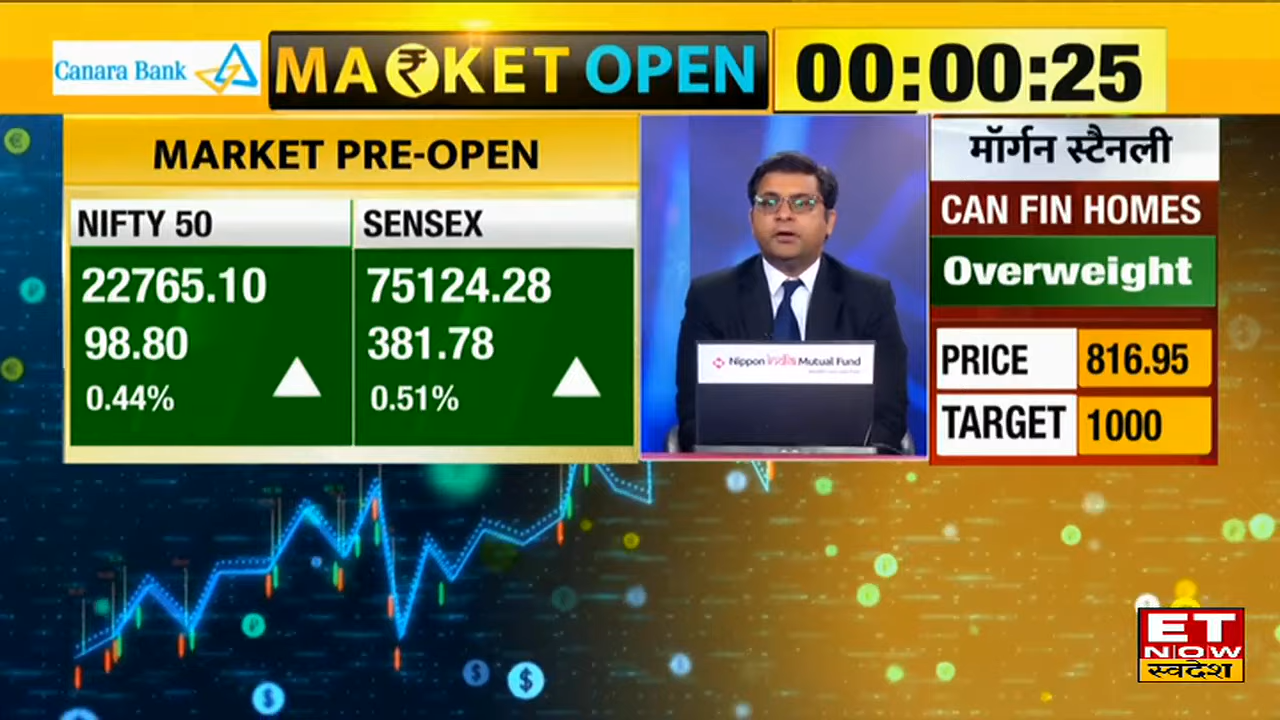 Canara Bank
MARKET OPEN
00:00:25
MARKET PRE-OPEN
NIFTY 50
22765.10
98.80
0.44%
SENSEX
75124.28
381.78
0.51%
Nippon india Mutual Fund
मॉर्गन स्टैनली
CAN FIN HOMES
Overweight
PRICE 816.95
TARGET 1000
ET
NOW
स्वदेश